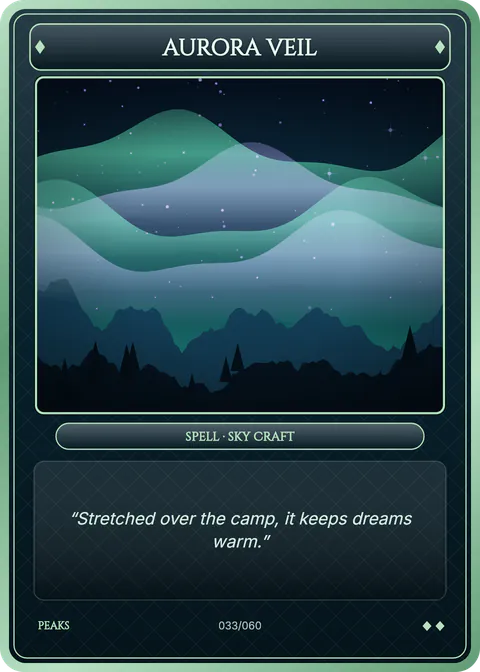 AURORA VEIL
SPELL · SKY CRAFT
“Stretched over the camp, it keeps dreams
warm.”
PEAKS
033/060